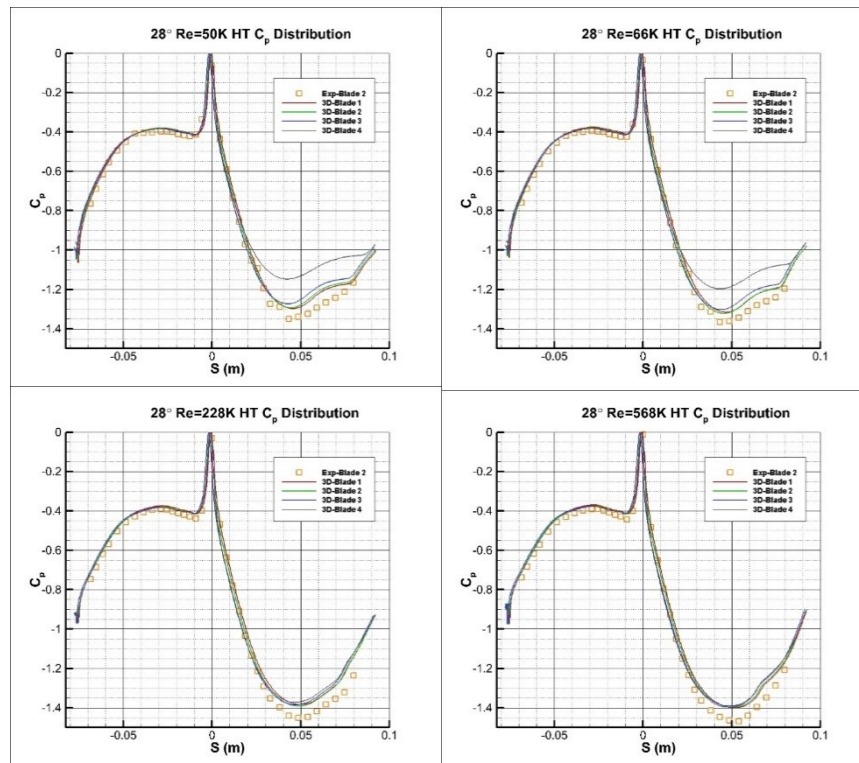 28° Re=50K HT Cp Distribution
Exp-Blade 2
3D-Blade 1
3D-Blade 2
3D-Blade 3
3D-Blade 4
0
-0.2
-0.4
-0.6
-0.8
-1
-1.2
-1.4
Cp
-0.05
0
0.05
0.1
S (m)
28° Re=66K HT Cp Distribution
Exp-Blade 2
3D-Blade 1
3D-Blade 2
3D-Blade 3
3D-Blade 4
0
-0.2
-0.4
-0.6
-0.8
-1
-1.2
-1.4
Cp
-0.05
0
0.05
0.1
S (m)
28° Re=228K HT Cp Distribution
Exp-Blade 2
3D-Blade 1
3D-Blade 2
3D-Blade 3
3D-Blade 4
0
-0.2
-0.4
-0.6
-0.8
-1
-1.2
-1.4
Cp
-0.05
0
0.05
0.1
S (m)
28° Re=568K HT Cp Distribution
Exp-Blade 2
3D-Blade 1
3D-Blade 2
3D-Blade 3
3D-Blade 4
0
-0.2
-0.4
-0.6
-0.8
-1
-1.2
-1.4
Cp
-0.05
0
0.05
0.1
S (m)